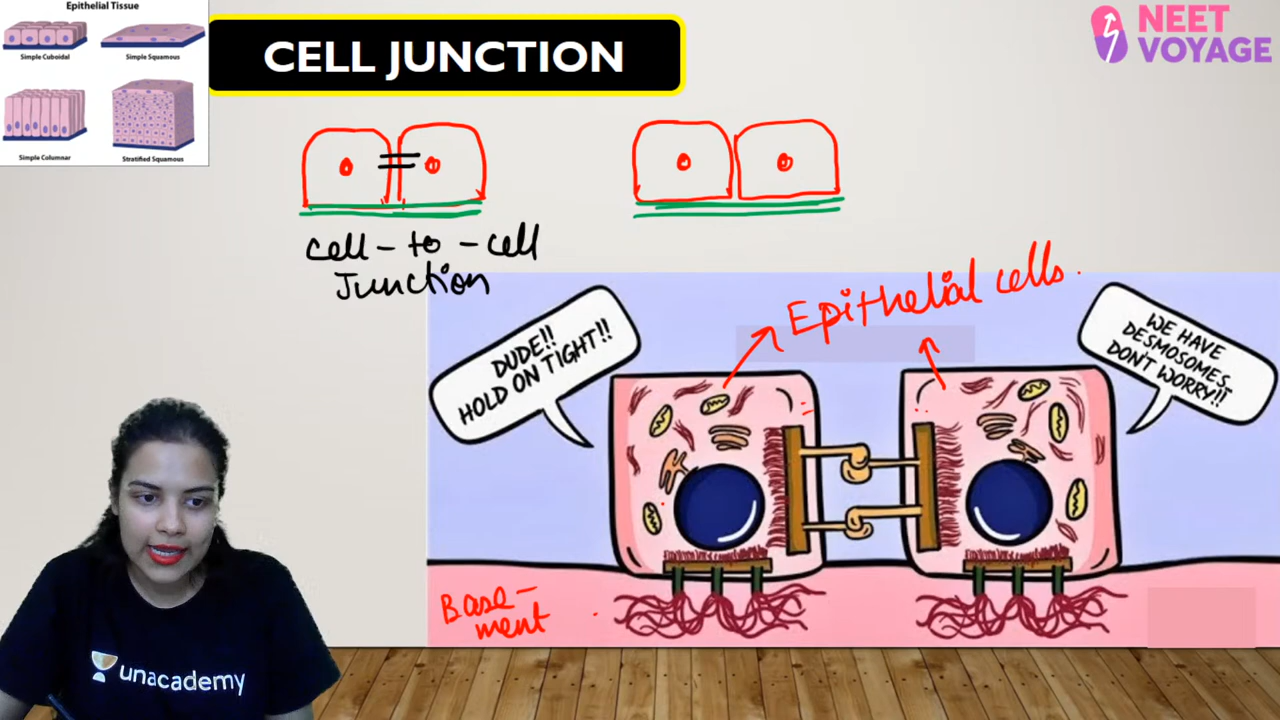 Epithelial Tissue
Simple Cuboidal
Simple Squamous
Simple Columnar
Stratified Squamous
CELL JUNCTION
NEET
VOYAGE
cell-to-cell
Junction
Epithelial cells.
DUDE!!
HOLD ON TIGHT!!
WE HAVE
DESMOSOMES.
DON'T WORRY!!
Base-
ment
unacademy